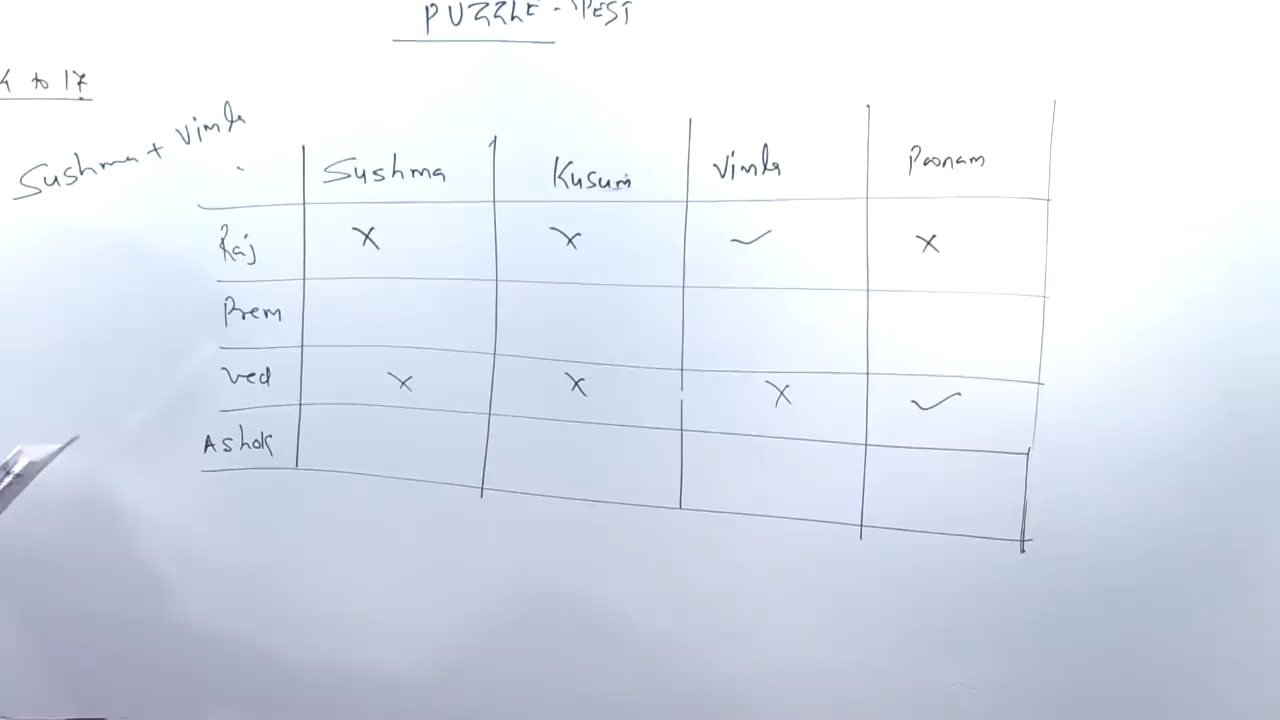 PUZZLE - TEST
to 17
Sushma + Vimla
Sushma Kusum Vimla Poonam
Raj X X ✓ X
Prem
Ved X X X ✓
Ashok